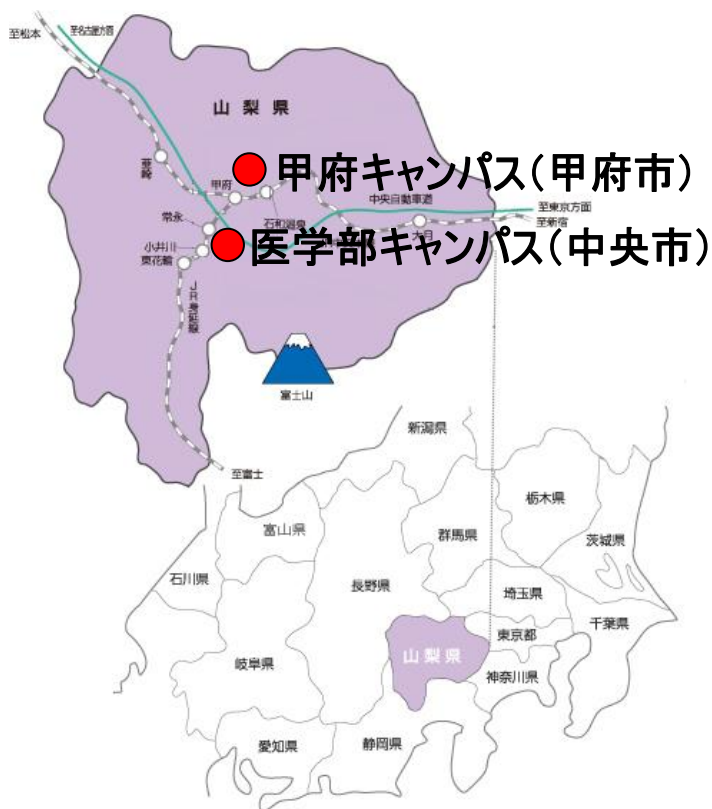 至松本
至名古屋方面
山梨県
韮崎
甲府
甲府キャンパス(甲府市)
中央自動車道
至東京方面
至新宿
石和温泉
常永
大月
小井川
東花輪
医学部キャンパス(中央市)
JR身延線
富士山
至富士
新潟県
栃木県
富山県
群馬県
茨城県
石川県
長野県
埼玉県
千葉県
東京都
山梨県
岐阜県
神奈川県
愛知県
静岡県